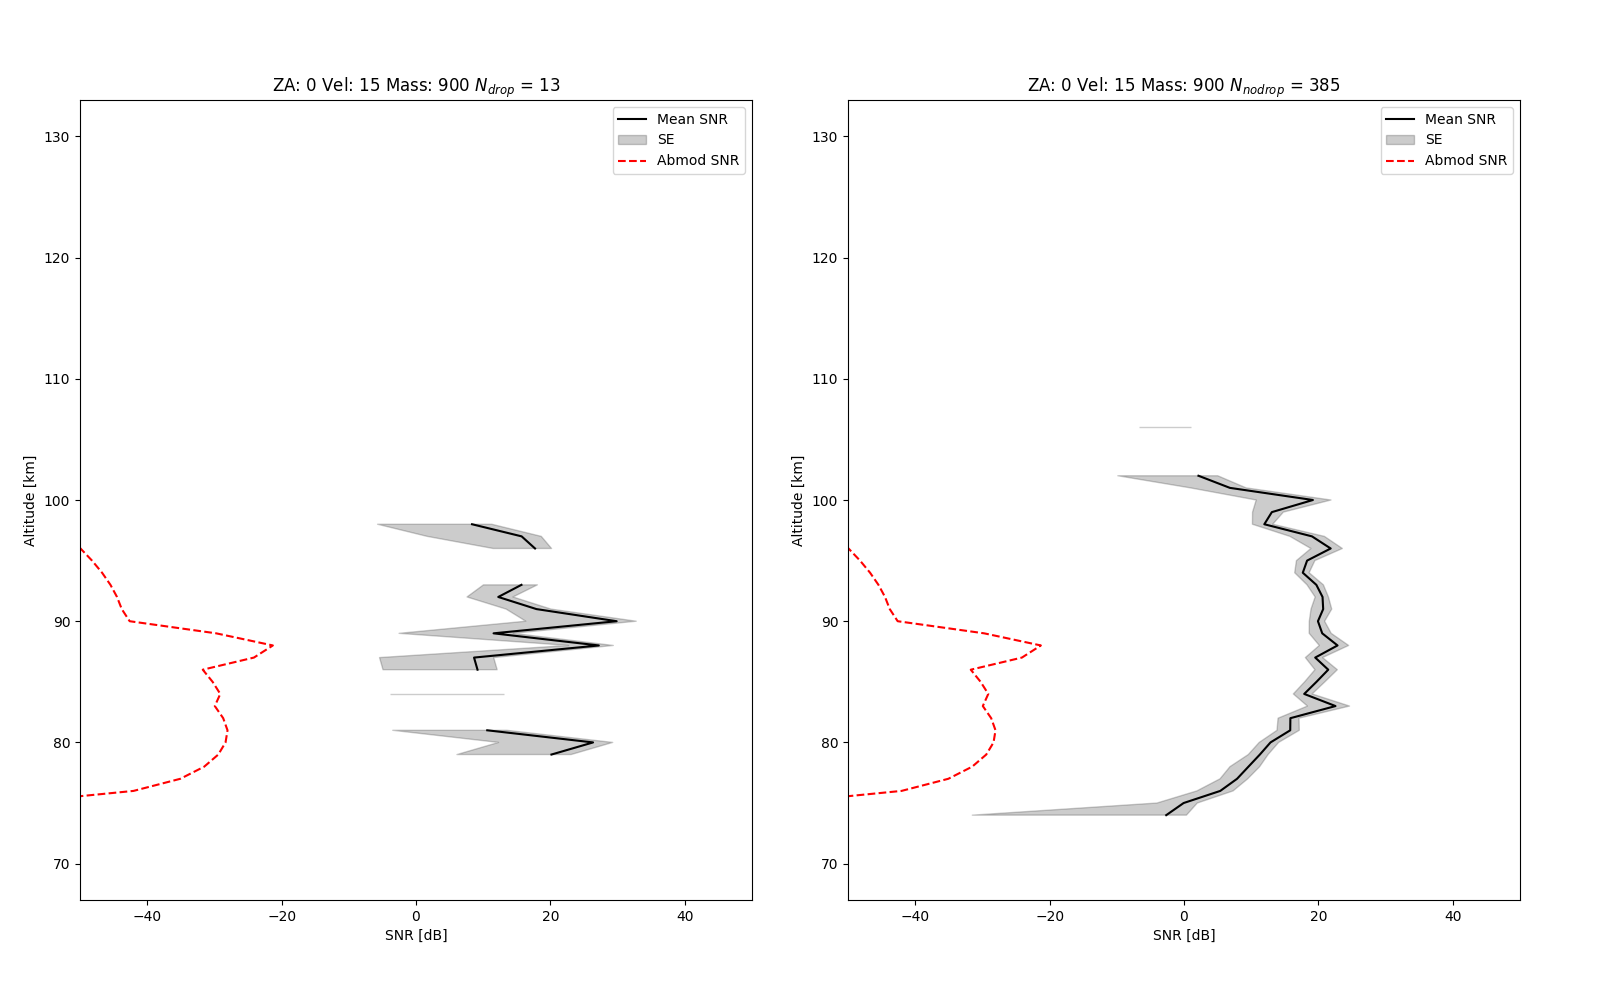 ZA: 0 Vel: 15 Mass: 900 N_drop = 13
Mean SNR
SE
Abmod SNR
130
120
110
100
90
80
70
Altitude [km]
−40
−20
0
20
40
SNR [dB]
ZA: 0 Vel: 15 Mass: 900 N_nodrop = 385
Mean SNR
SE
Abmod SNR
130
120
110
100
90
80
70
Altitude [km]
−40
−20
0
20
40
SNR [dB]